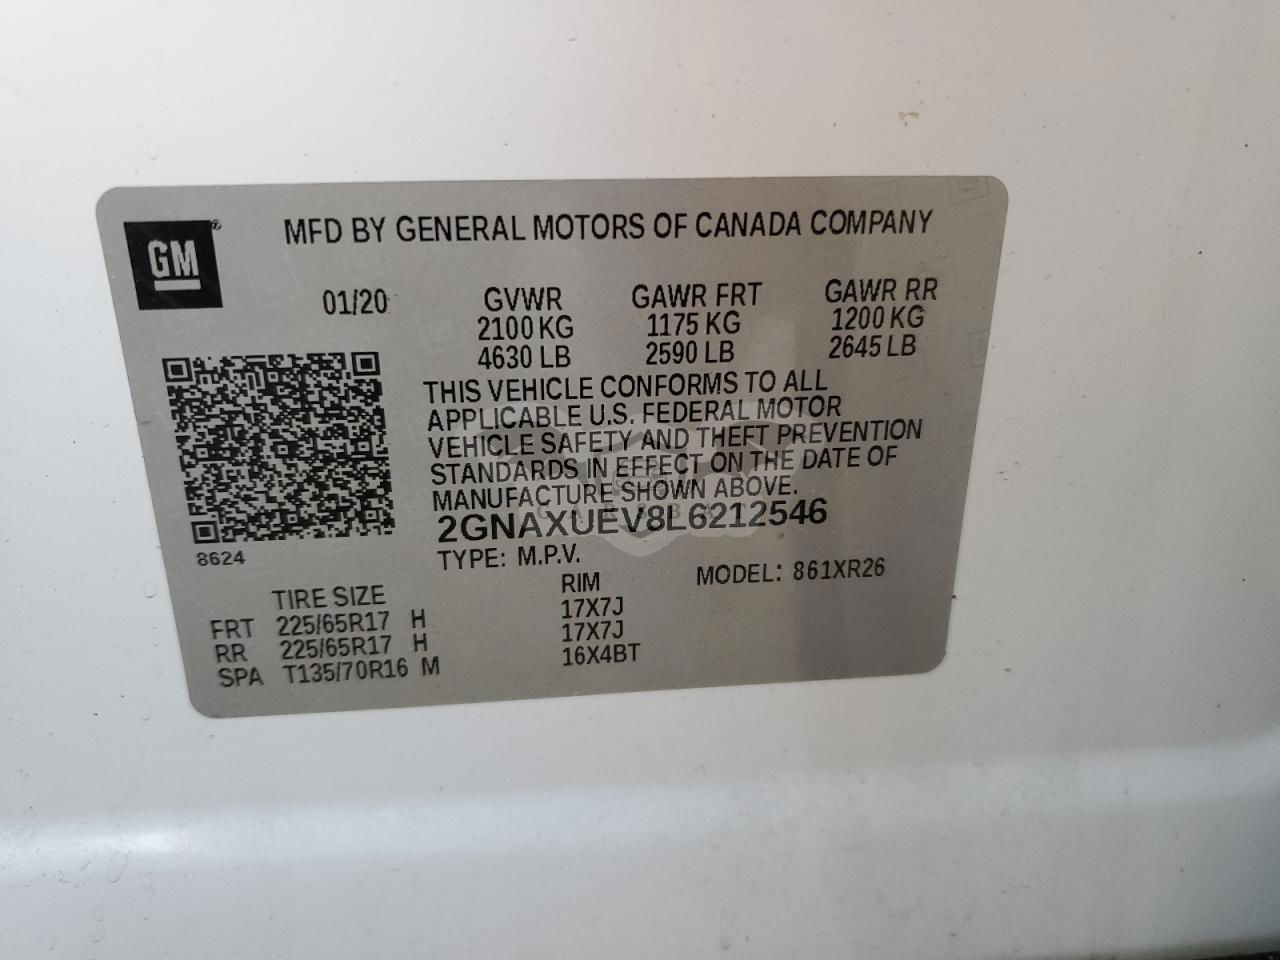 GM
MFD BY GENERAL MOTORS OF CANADA COMPANY
01/20 GVWR GAWR FRT GAWR RR
2100 KG 1175 KG 1200 KG
4630 LB 2590 LB 2645 LB
THIS VEHICLE CONFORMS TO ALL
APPLICABLE U.S. FEDERAL MOTOR
VEHICLE SAFETY AND THEFT PREVENTION
STANDARDS IN EFFECT ON THE DATE OF
MANUFACTURE SHOWN ABOVE.
2GNAXUEV8L6212546
8624
TYPE: M.P.V. MODEL: 861XR26
TIRE SIZE RIM
FRT 225/65R17 H 17X7J
RR 225/65R17 H 17X7J
SPA T135/70R16 M 16X4BT